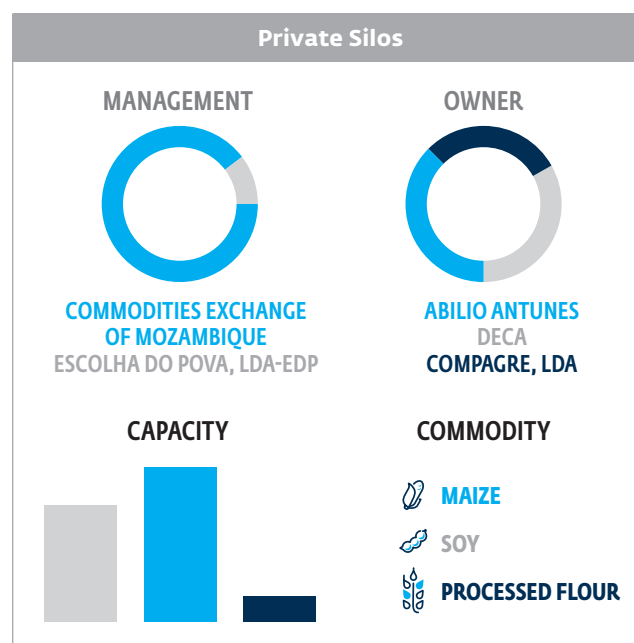 Private Silos
MANAGEMENT
COMMODITIES EXCHANGE
OF MOZAMBIQUE
ESCOLHA DO POVA, LDA-EDP
OWNER
ABILIO ANTUNES
DECA
COMPAGRE, LDA
CAPACITY
COMMODITY
MAIZE
SOY
PROCESSED FLOUR